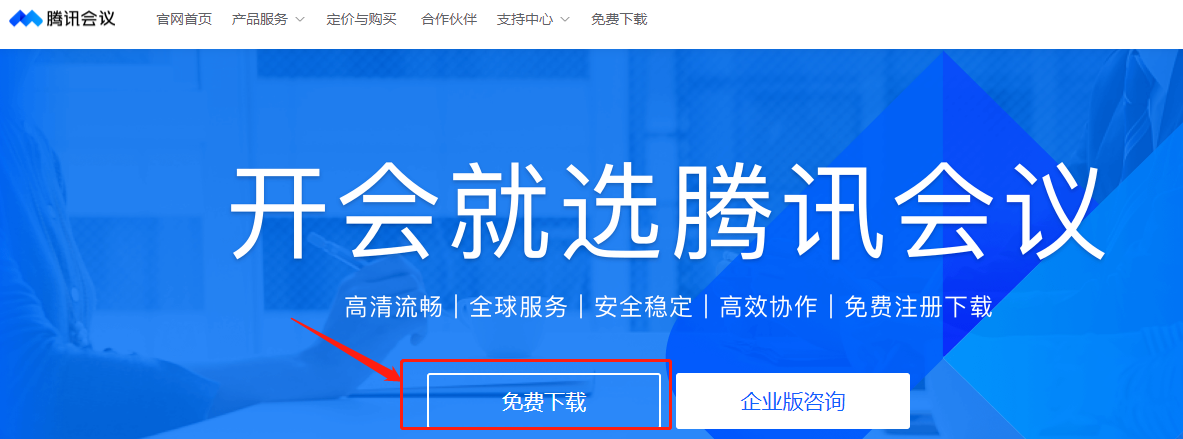 腾讯会议 官网首页 产品服务 定价与购买 合作伙伴 支持中心 免费下载
开会就选腾讯会议
高清流畅｜全球服务｜安全稳定｜高效协作｜免费注册下载
免费下载 企业版咨询